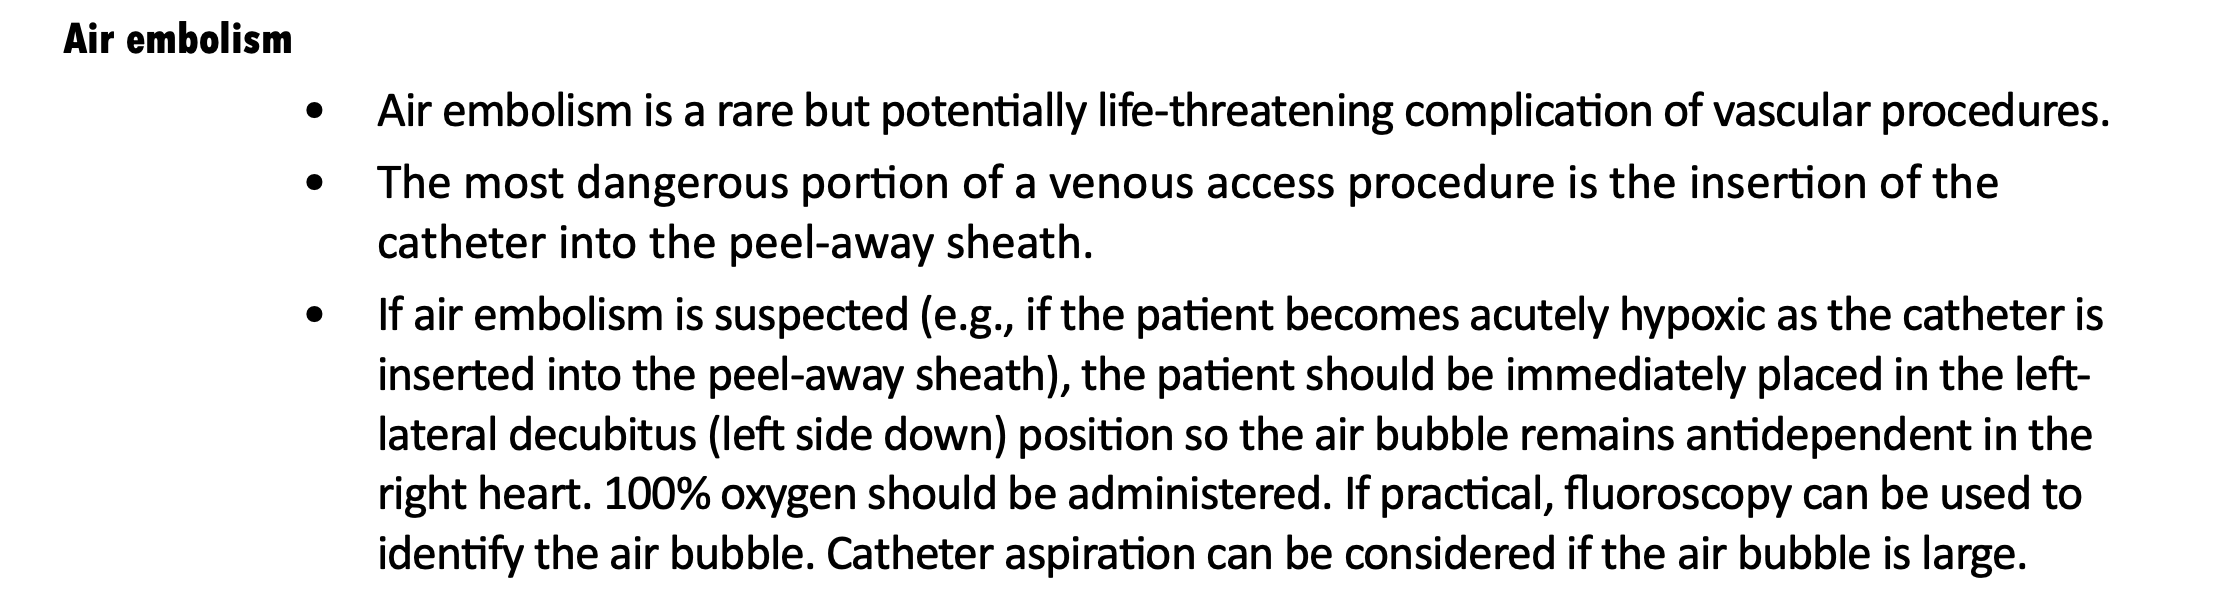 Air embolism
• Air embolism is a rare but potentially life-threatening complication of vascular procedures.
• The most dangerous portion of a venous access procedure is the insertion of the
catheter into the peel-away sheath.
• If air embolism is suspected (e.g., if the patient becomes acutely hypoxic as the catheter is
inserted into the peel-away sheath), the patient should be immediately placed in the left-
lateral decubitus (left side down) position so the air bubble remains antidependent in the
right heart. 100% oxygen should be administered. If practical, fluoroscopy can be used to
identify the air bubble. Catheter aspiration can be considered if the air bubble is large.